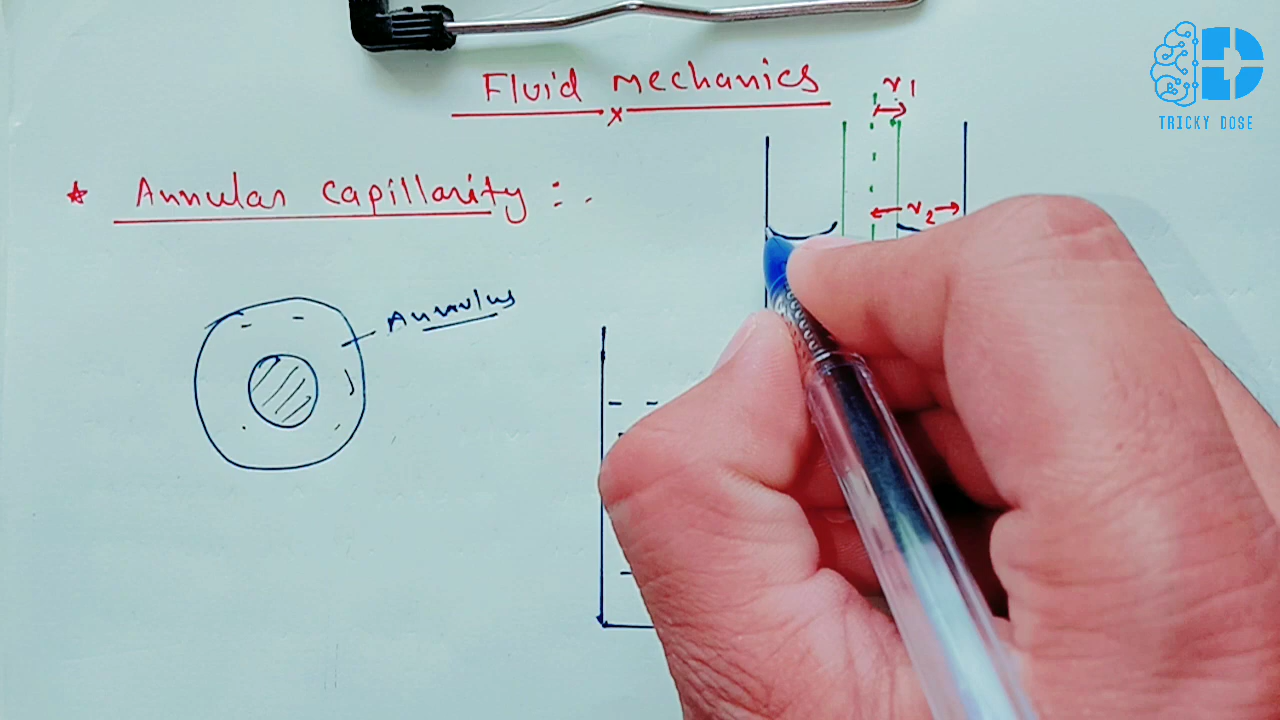 Fluid mechanics
x
r1
TRICKY DOSE
* Annular capillarity :-
r2
Annulus